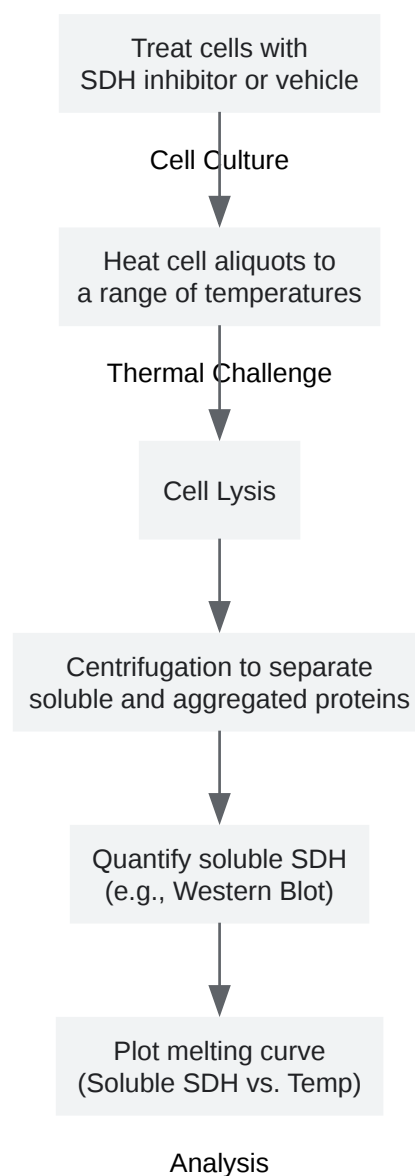 Treat cells with
SDH inhibitor or vehicle
Cell Culture
Heat cell aliquots to
a range of temperatures
Thermal Challenge
Cell Lysis
Centrifugation to separate
soluble and aggregated proteins
Quantify soluble SDH
(e.g., Western Blot)
Plot melting curve
(Soluble SDH vs. Temp)
Analysis